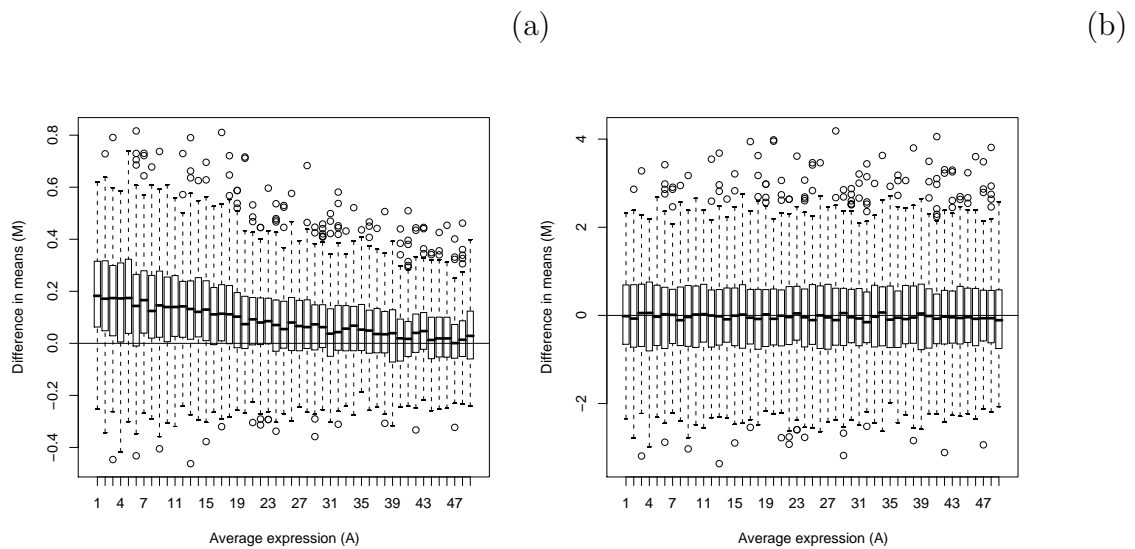 (a)
Difference in means (M)
0.8
0.6
0.4
0.2
0.0
−0.2
−0.4
1 4 7 11 15 19 23 27 31 35 39 43 47
Average expression (A)
(b)
Difference in means (M)
4
2
0
−2
1 4 7 11 15 19 23 27 31 35 39 43 47
Average expression (A)